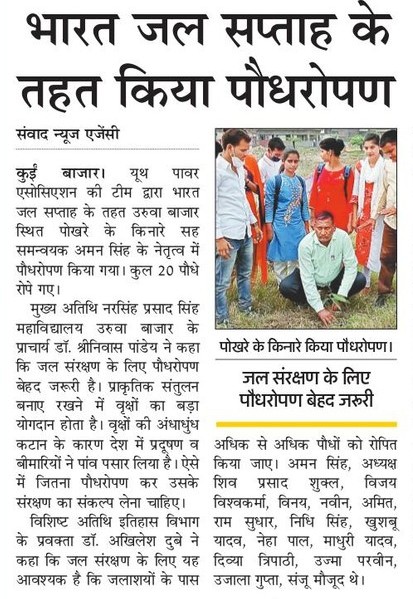 भारत जल सप्ताह के
तहत किया पौधरोपण
संवाद न्यूज एजेंसी
कुईं बाजार। यूथ पावर
एसोसिएशन की टीम द्वारा भारत
जल सप्ताह के तहत उरुवा बाजार
स्थित पोखरे के किनारे सह
समन्वयक अमन सिंह के नेतृत्व में
पौधरोपण किया गया। कुल 20 पौधे
रोपे गए।
मुख्य अतिथि नरसिंह प्रसाद सिंह
महाविद्यालय उरुवा बाजार के
प्राचार्य डॉ. श्रीनिवास पांडेय ने कहा
कि जल संरक्षण के लिए पौधरोपण
बेहद जरूरी है। प्राकृतिक संतुलन
बनाए रखने में वृक्षों का बड़ा
योगदान होता है। वृक्षों की अंधाधुंध
कटान के कारण देश में प्रदूषण व
बीमारियों ने पांव पसार लिया है। ऐसे
में जितना पौधरोपण कर उसके
संरक्षण का संकल्प लेना चाहिए।
विशिष्ट अतिथि इतिहास विभाग
के प्रवक्ता डॉ. अखिलेश दुबे ने
कहा कि जल संरक्षण के लिए यह
आवश्यक है कि जलाशयों के पास
पोखरे के किनारे किया पौधरोपण।
जल संरक्षण के लिए
पौधरोपण बेहद जरूरी
अधिक से अधिक पौधों को रोपित
किया जाए। अमन सिंह, अध्यक्ष
शिव प्रसाद शुक्ल, विजय
विश्वकर्मा, विनय, नवीन, अमित,
राम सुधार, निधि सिंह, खुशबू
यादव, नेहा पाल, माधुरी यादव,
दिव्या त्रिपाठी, उज्मा परवीन,
उजाला गुप्ता, संजू मौजूद थे।